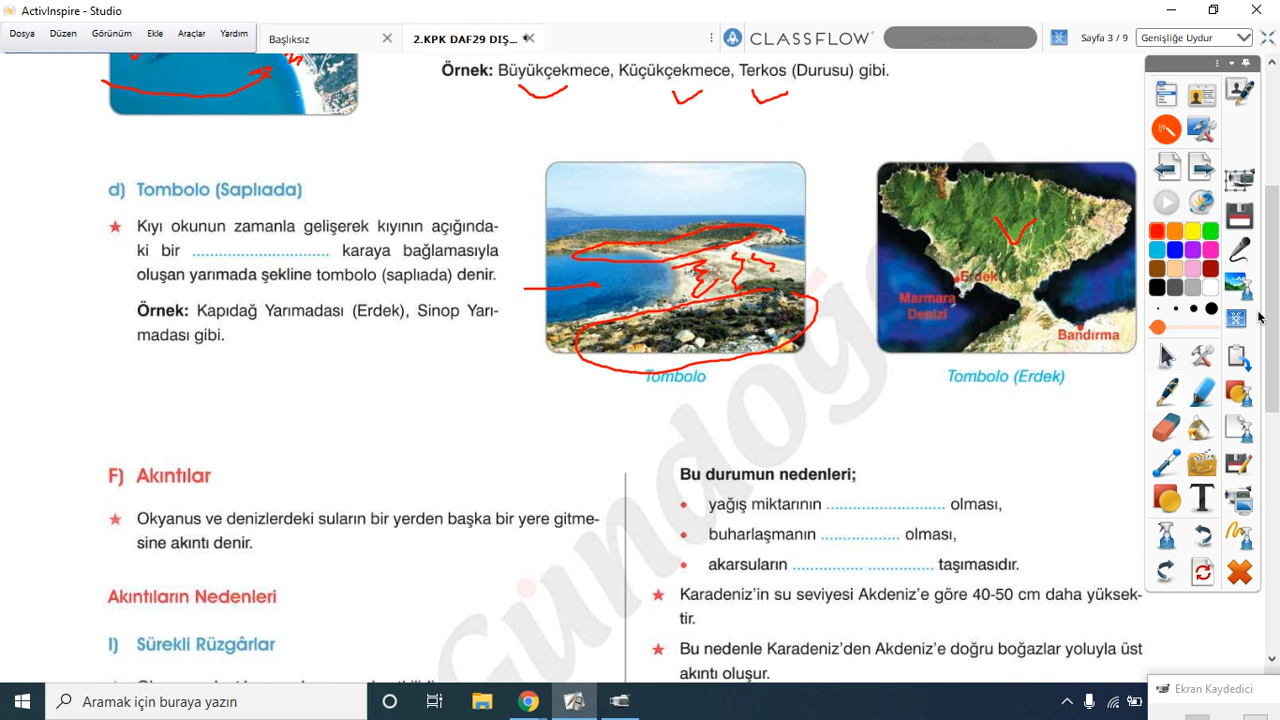 ActivInspire - Studio
Dosya Düzen Görünüm Ekle Araçlar Yardım
Başlıksız
2.KPK DAF29 DIŞ...
CLASSFLOW
Sayfa 3 / 9
Genişliğe Uydur
Örnek: Büyükçekmece, Küçükçekmece, Terkos (Durusu) gibi.
d) Tombolo (Saplıada)
★ Kıyı okunun zamanla gelişerek kıyının açığında-
ki bir .............................. karaya bağlamasıyla
oluşan yarımada şekline tombolo (saplıada) denir.
Örnek: Kapıdağ Yarımadası (Erdek), Sinop Yarı-
madası gibi.
Tombolo
Erdek
Marmara
Denizi
Bandırma
Tombolo (Erdek)
F) Akıntılar
★ Okyanus ve denizlerdeki suların bir yerden başka bir yere gitme-
sine akıntı denir.
Akıntıların Nedenleri
I) Sürekli Rüzgârlar
Bu durumun nedenleri;
• yağış miktarının .......................... olması,
• buharlaşmanın ................. olması,
• akarsuların ............... .............. taşımasıdır.
★ Karadeniz'in su seviyesi Akdeniz'e göre 40-50 cm daha yüksek-
tir.
★ Bu nedenle Karadeniz'den Akdeniz'e doğru boğazlar yoluyla üst
akıntı oluşur.
Gündoğ
Aramak için buraya yazın
Ekran Kaydedici